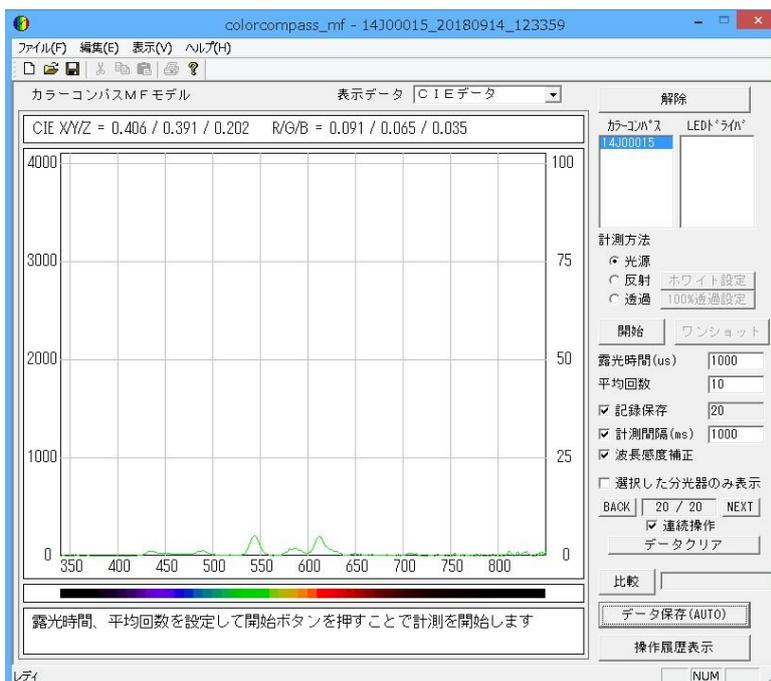 colorcompass_mf - 14J00015_20180914_123359
ファイル(F) 編集(E) 表示(V) ヘルプ(H)
カラーコンパスMFモデル
表示データ CIEデータ
CIE X/Y/Z = 0.406 / 0.391 / 0.202 R/G/B = 0.091 / 0.065 / 0.035
4000 100
3000 75
2000 50
1000 25
0 0
350 400 450 500 550 600 650 700 750 800
露光時間、平均回数を設定して開始ボタンを押すことで計測を開始します
解除
カラーコンパス LEDドライバ
14J00015
計測方法
光源
反射 ホワイト設定
透過 100%透過設定
開始 ワンショット
露光時間(us) 1000
平均回数 10
記録保存 20
計測間隔(ms) 1000
波長感度補正
選択した分光器のみ表示
BACK 20 / 20 NEXT
連続操作
データクリア
比較
データ保存(AUTO)
操作履歴表示
レディ NUM